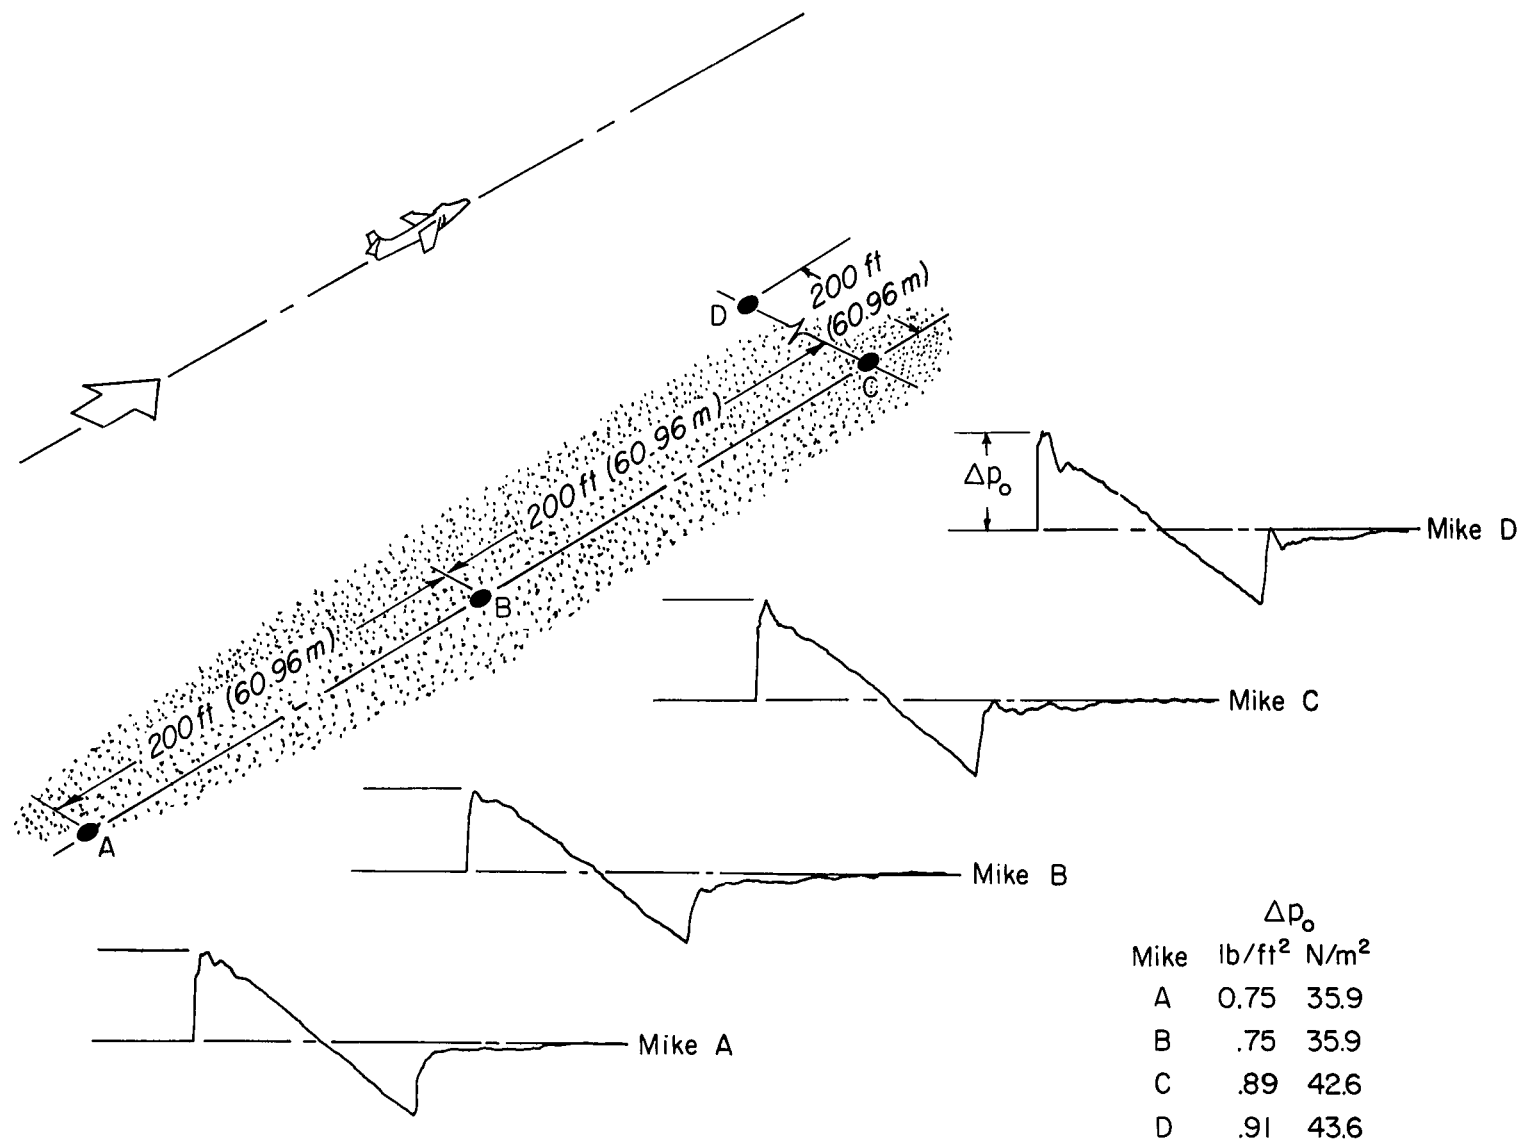 D
200 ft
(60.96 m)
C
200 ft (60.96 m)
B
200 ft (60.96 m)
A
Δp₀
Mike D
Mike C
Mike B
Mike A
Δp₀
Mike lb/ft² N/m²
A 0.75 35.9
B .75 35.9
C .89 42.6
D .91 43.6